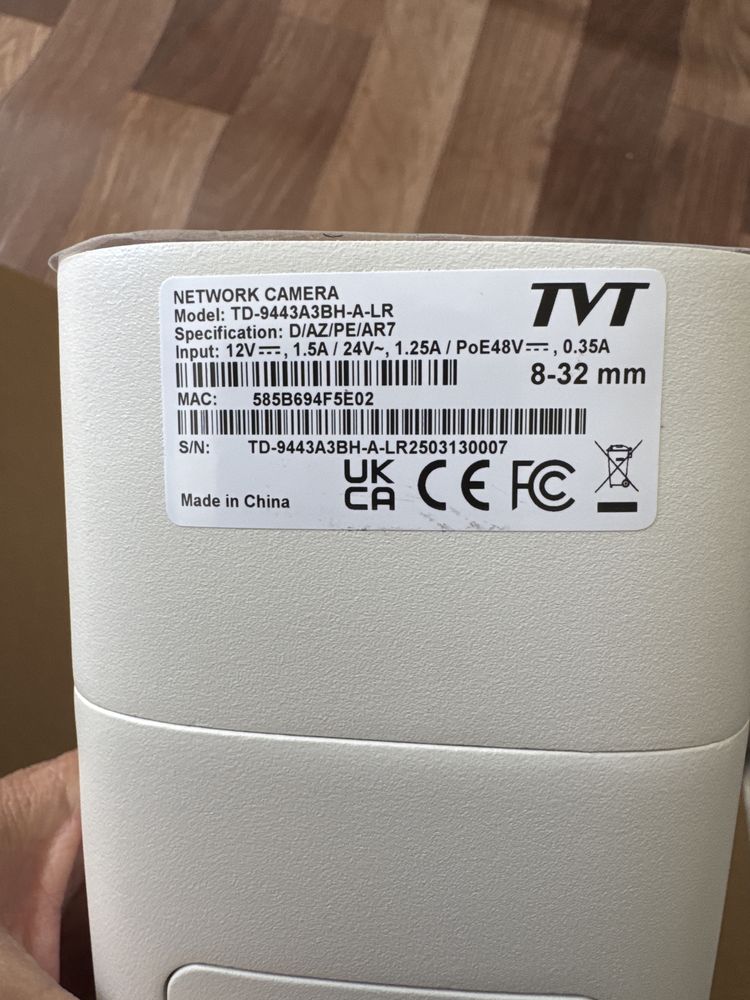 NETWORK CAMERA
TVT
Model: TD-9443A3BH-A-LR
Specification: D/AZ/PE/AR7
Input: 12V⎓, 1.5A / 24V~, 1.25A / PoE48V⎓, 0.35A
8-32 mm
MAC: 585B694F5E02
S/N: TD-9443A3BH-A-LR2503130007
UK
CA CE FC
Made in China